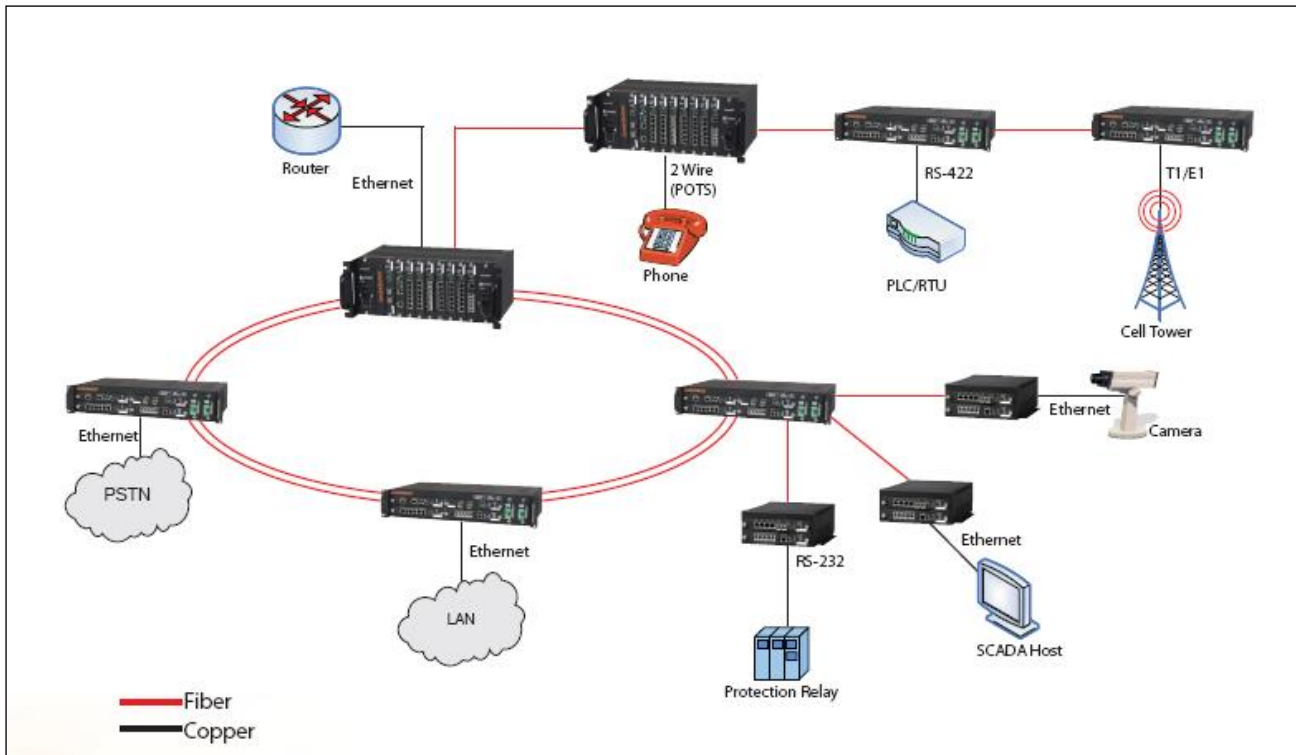 Router
Ethernet
2 Wire
(POTS)
Phone
RS-422
PLC/RTU
T1/E1
Cell Tower
Ethernet
PSTN
Ethernet
LAN
Ethernet
Camera
RS-232
Protection Relay
Ethernet
SCADA Host
Fiber
Copper